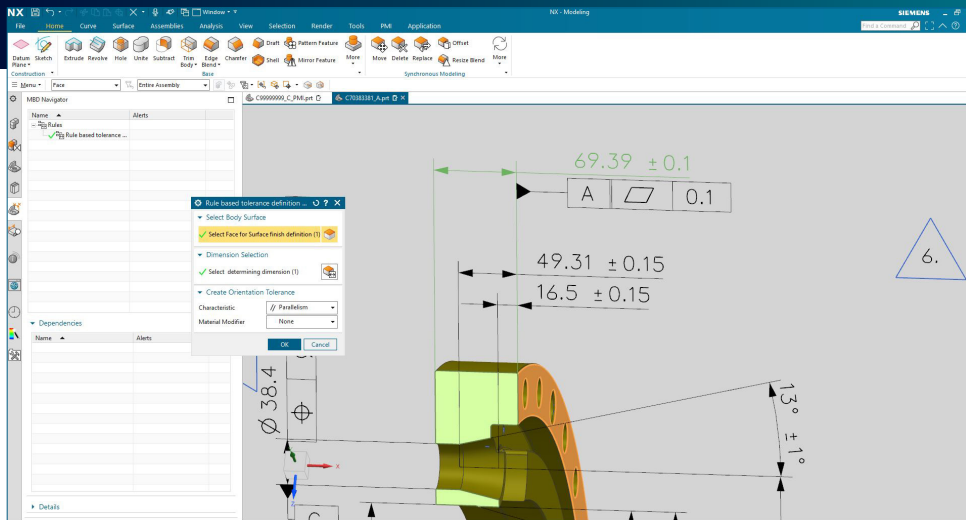 NX
Window
NX - Modeling
SIEMENS
File Home Curve Surface Assemblies Analysis View Selection Render Tools PMI Application
Find a Command
Datum Plane
Sketch
Extrude
Revolve
Hole
Unite
Subtract
Trim Body
Edge Blend
Chamfer
Draft
Shell
Pattern Feature
Mirror Feature
More
Move
Delete
Replace
Offset
Resize Blend
More
Construction
Base
Synchronous Modeling
Menu
Face
Entire Assembly
MBD Navigator
C99999999_C_PMI.prt
C70383381_A.prt
Name Alerts
Rules
Rule based tolerance ...
Rule based tolerance definition ...
Select Body Surface
Select Face for Surface finish definition (1)
Dimension Selection
Select determining dimension (1)
Create Orientation Tolerance
Characteristic // Parallelism
Material Modifier None
OK Cancel
Dependencies
Name Alerts
Details
69.39 ±0.1
A 0.1
49.31 ±0.15
16.5 ±0.15
6.
Ø 38.4
13° ±1°
X
Z